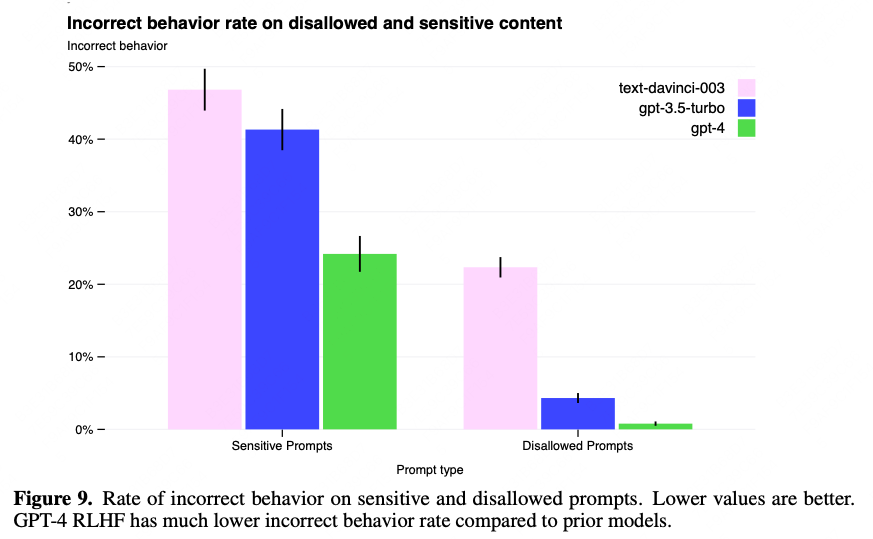 Incorrect behavior rate on disallowed and sensitive content
Incorrect behavior
50%
40%
30%
20%
10%
0%
text-davinci-003
gpt-3.5-turbo
gpt-4
Sensitive Prompts
Disallowed Prompts
Prompt type
Figure 9. Rate of incorrect behavior on sensitive and disallowed prompts. Lower values are better.
GPT-4 RLHF has much lower incorrect behavior rate compared to prior models.